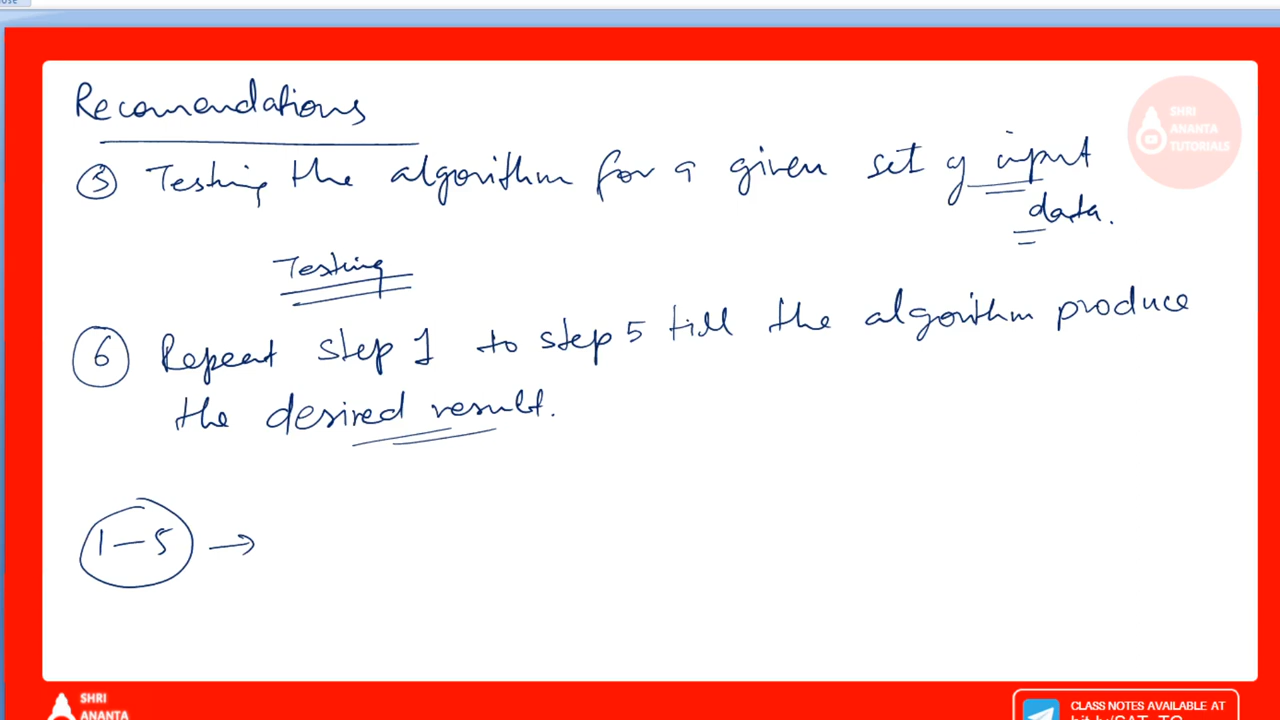 ose
Recomendations
SHRI
ANANTA
TUTORIALS
5 Testing the algorithm for a given set of input
data.
Testing
6 Repeat step 1 to step 5 till the algorithm produce
the desired result.
1-5 →
SHRI
ANANTA
CLASS NOTES AVAILABLE AT